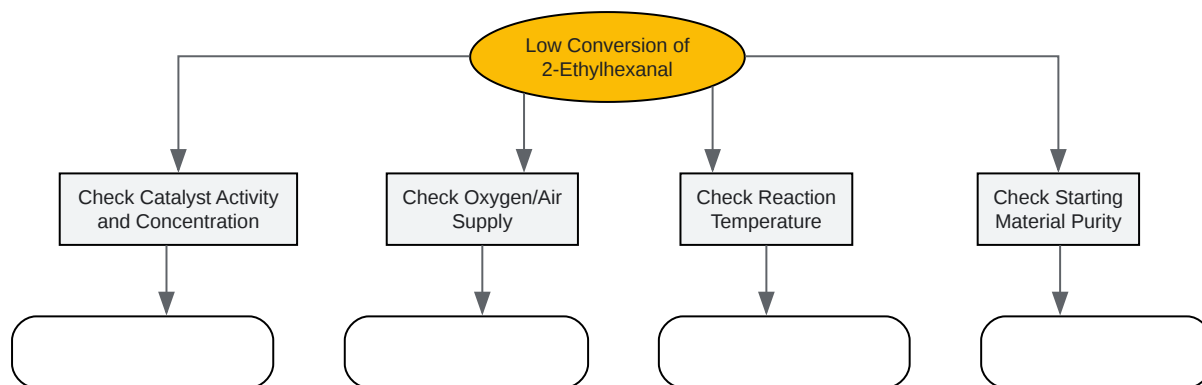 Low Conversion of
2-Ethylhexanal
Check Catalyst Activity
and Concentration
Check Oxygen/Air
Supply
Check Reaction
Temperature
Check Starting
Material Purity